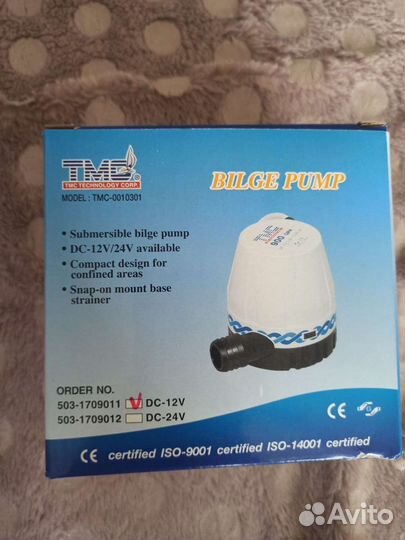 TMC®
TMC TECHNOLOGY CORP.
MODEL : TMC-0010301
BILGE PUMP
• Submersible bilge pump
• DC-12V/24V available
• Compact design for
confined areas
• Snap-on mount base
strainer
TMC
900 GPH
ORDER NO.
503-1709011 DC-12V
503-1709012 DC-24V
CE
CE certified ISO-9001 certified ISO-14001 certified
Avito